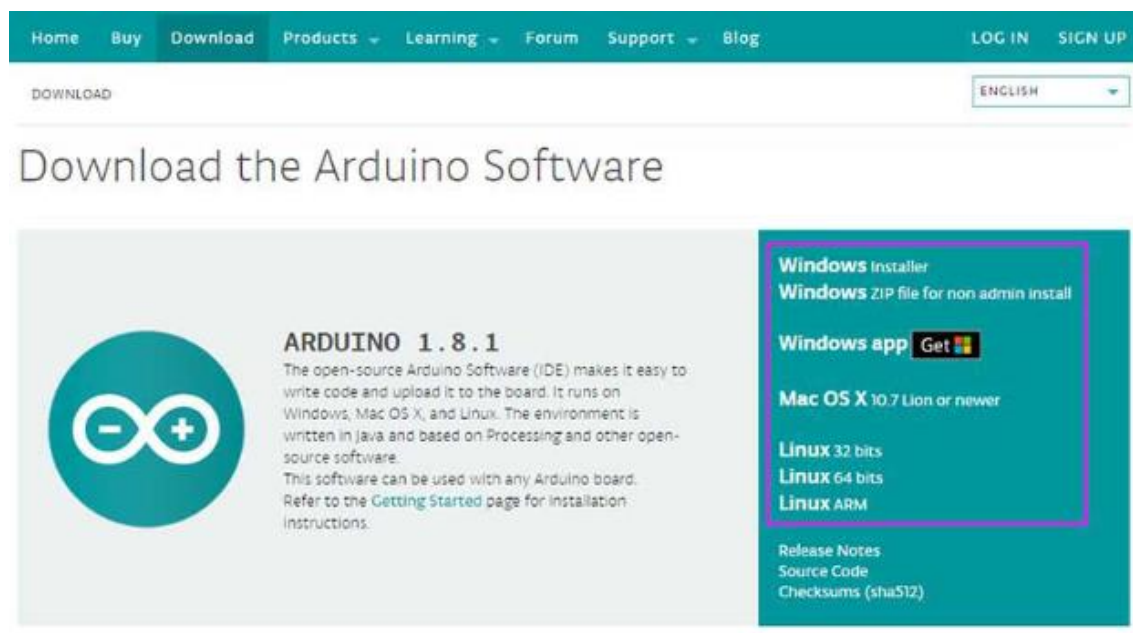 Home Buy Download Products Learning Forum Support Blog LOG IN SIGN UP
DOWNLOAD
ENGLISH
Download the Arduino Software
ARDUINO 1.8.1
The open-source Arduino Software (IDE) makes it easy to
write code and upload it to the board. It runs on
Windows, Mac OS X, and Linux. The environment is
written in Java and based on Processing and other open-
source software.
This software can be used with any Arduino board.
Refer to the Getting Started page for installation
instructions.
Windows Installer
Windows ZIP file for non admin install
Windows app Get
Mac OS X 10.7 Lion or newer
Linux 32 bits
Linux 64 bits
Linux ARM
Release Notes
Source Code
Checksums (sha512)